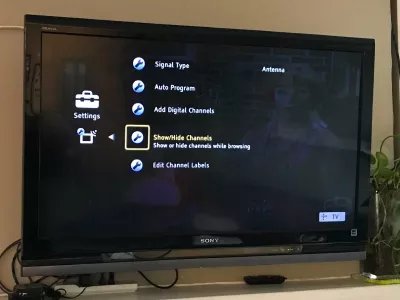 Signal Type
Antenna
Auto Program
Settings
Add Digital Channels
Show/Hide Channels
Show or hide channels while browsing
Edit Channel Labels
TV
SONY